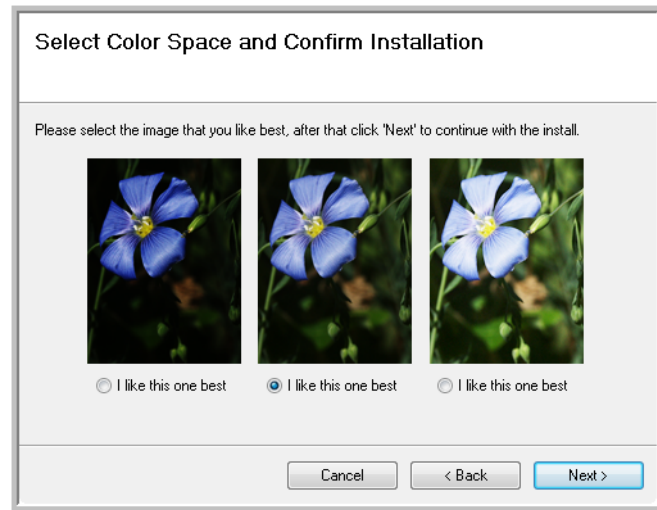 Select Color Space and Confirm Installation
Please select the image that you like best, after that click 'Next' to continue with the install.
I like this one best
I like this one best
I like this one best
Cancel
< Back
Next >